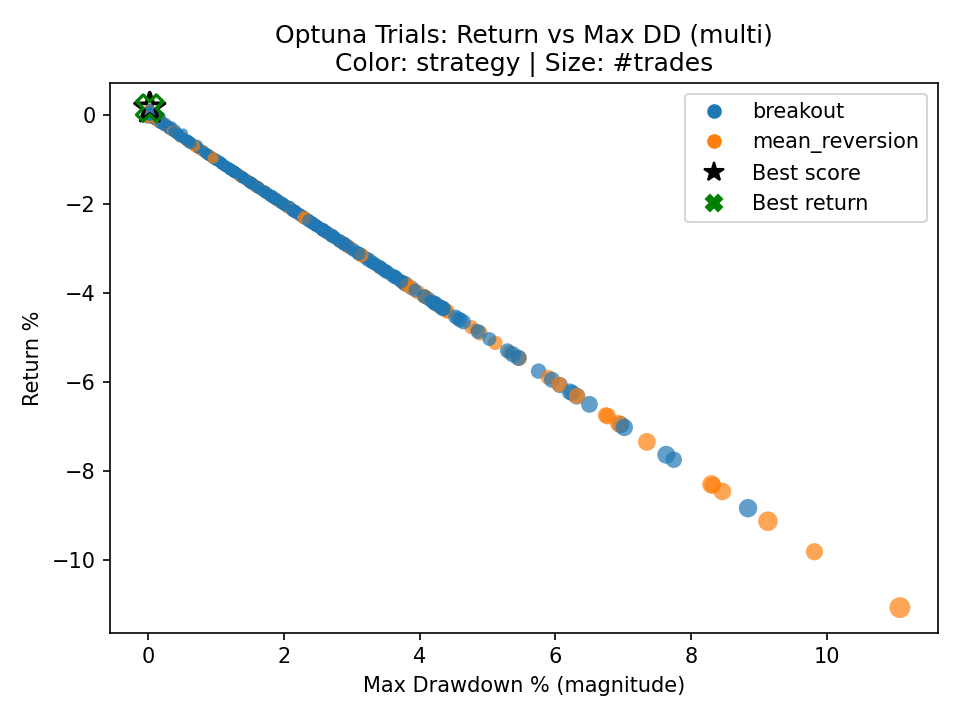 Optuna Trials: Return vs Max DD (multi)
Color: strategy | Size: #trades
breakout
mean_reversion
Best score
Best return
Return %
0
−2
−4
−6
−8
−10
0 2 4 6 8 10
Max Drawdown % (magnitude)